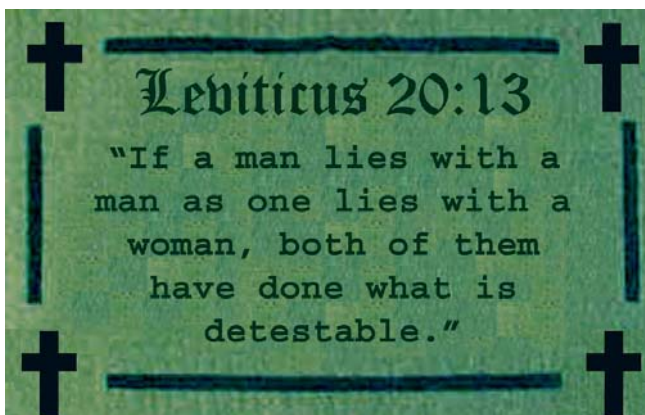 Leviticus 20:13
"If a man lies with a
man as one lies with a
woman, both of them
have done what is
detestable."